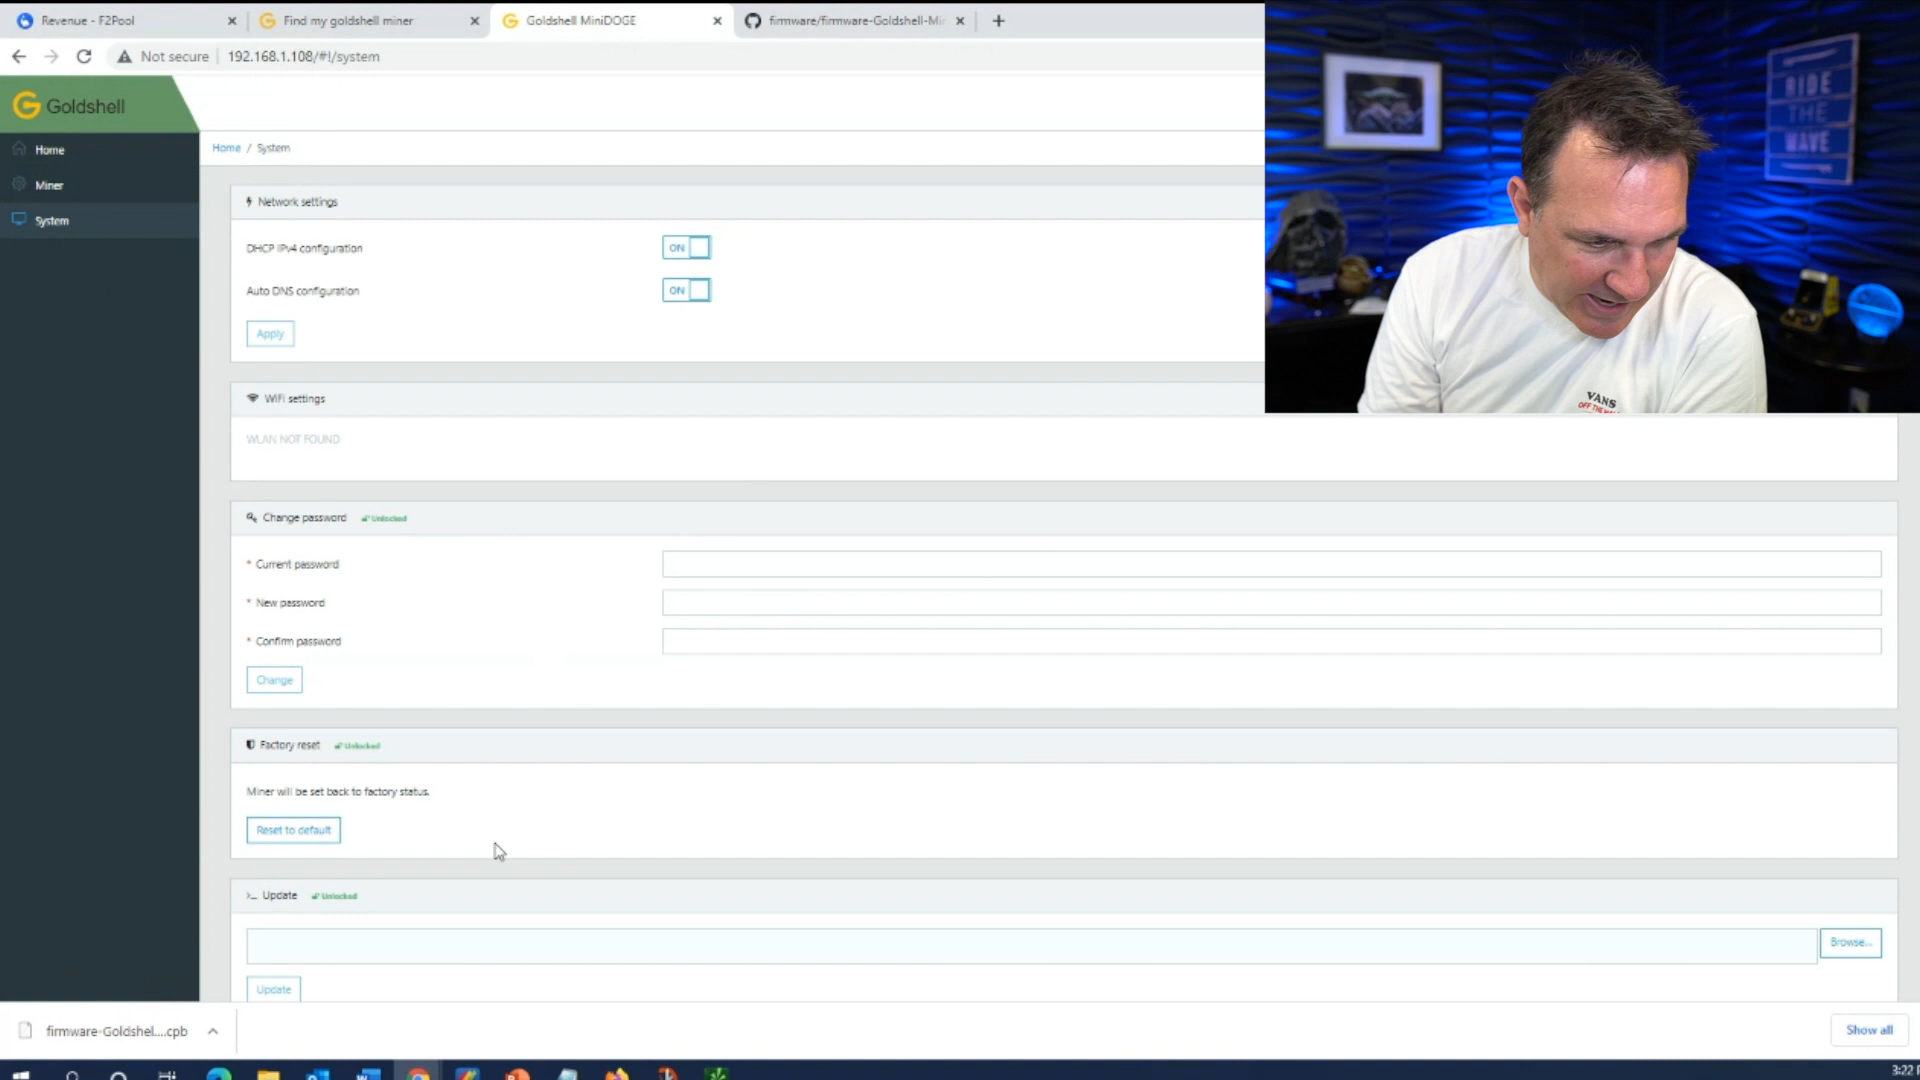 Revenue - F2Pool
Find my goldshell miner
Goldshell MiniDOGE
firmware/firmware-Goldshell-Mi
Not secure
192.168.1.108/#!/system
Goldshell
Home
Miner
System
Home / System
Network settings
DHCP IPv4 configuration
ON
Auto DNS configuration
ON
Apply
WiFi settings
WLAN NOT FOUND
Change password
Unlocked
* Current password
* New password
* Confirm password
Change
Factory reset
Unlocked
Miner will be set back to factory status.
Reset to default
>_ Update
Unlocked
Browse...
Update
firmware-Goldshel....cpb
Show all
3:22
RIDE
THE
WAVE
VANS
OFF THE